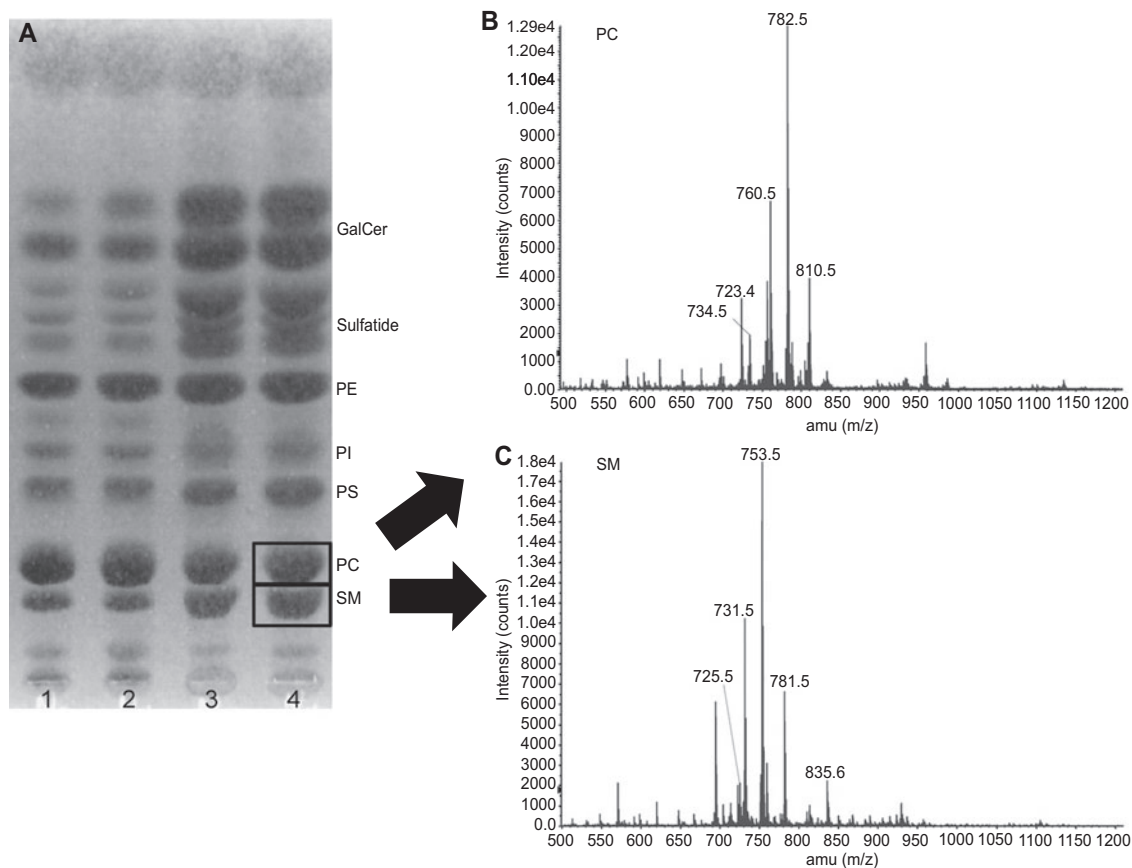 A
GalCer
Sulfatide
PE
PI
PS
PC
SM
1 2 3 4
B
PC
782.5
760.5
810.5
723.4
734.5
Intensity (counts)
1.29e4
1.20e4
1.10e4
1.00e4
9000
8000
7000
6000
5000
4000
3000
2000
1000
0.00
500 550 600 650 700 750 800 850 900 950 1000 1050 1100 1150 1200
amu (m/z)
C
SM
753.5
731.5
725.5
781.5
835.6
Intensity (counts)
1.8e4
1.7e4
1.6e4
1.5e4
1.4e4
1.3e4
1.2e4
1.1e4
1.0e4
9000
8000
7000
6000
5000
4000
3000
2000
1000
0.0
500 550 600 650 700 750 800 850 900 950 1000 1050 1100 1150 1200
amu (m/z)